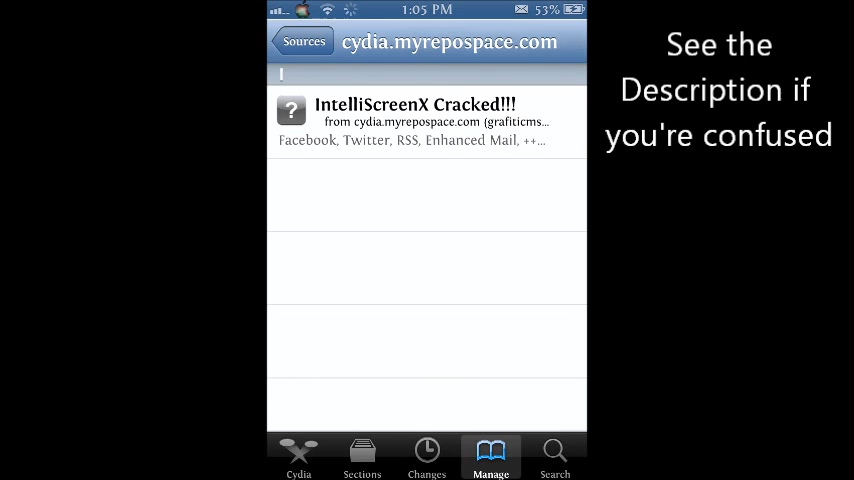 1:05 PM
53%
Sources
cydia.myrepospace.com
I
IntelliScreenX Cracked!!!
from cydia.myrepospace.com (grafiticms...
Facebook, Twitter, RSS, Enhanced Mail, ++...
Cydia
Sections
Changes
Manage
Search
See the
Description if
you're confused